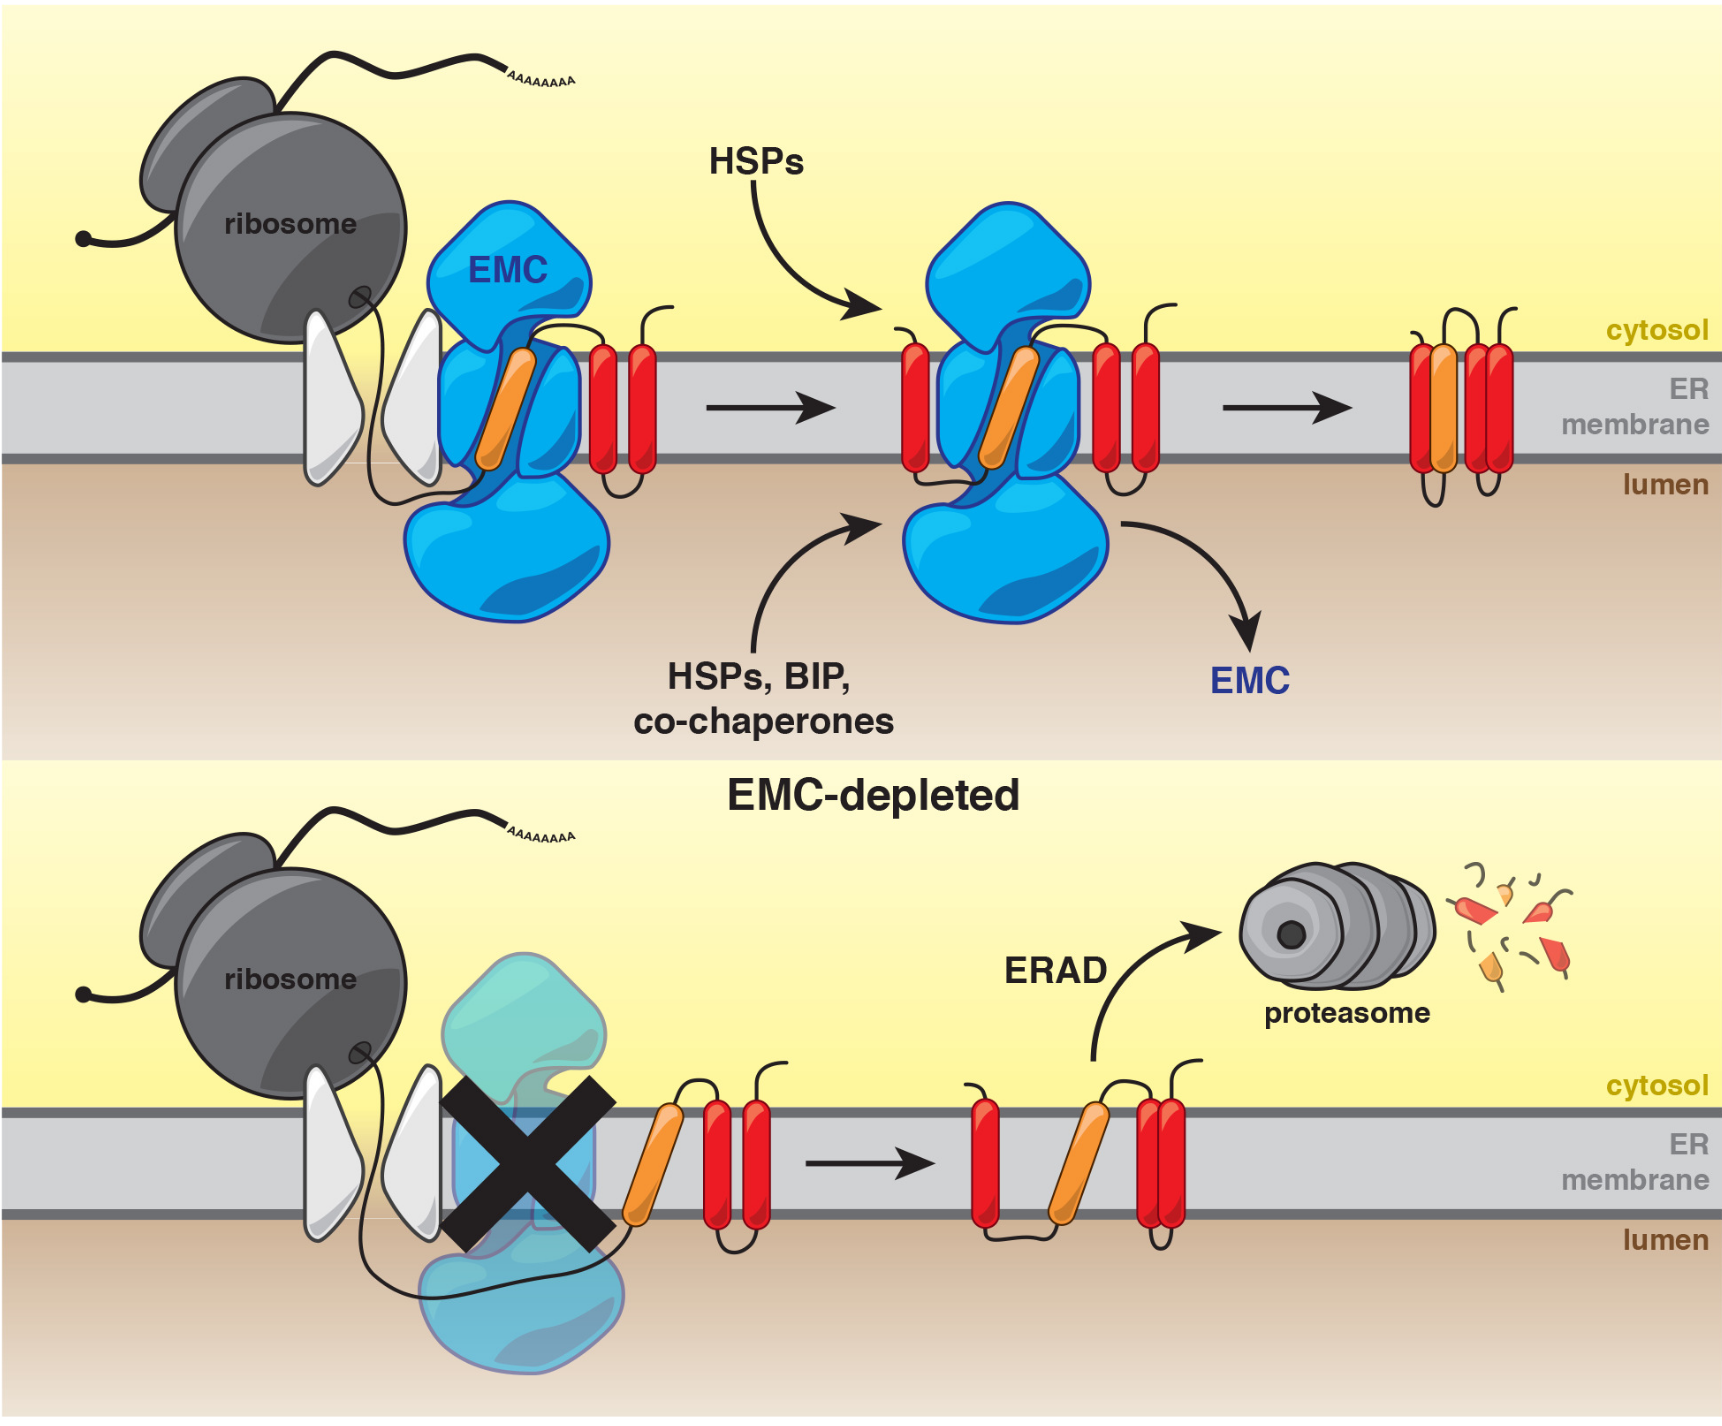 AAAAAAAA
HSPs
ribosome
EMC
cytosol
ER
membrane
lumen
HSPs, BIP,
co-chaperones
EMC
EMC-depleted
AAAAAAAA
ERAD
ribosome
proteasome
cytosol
ER
membrane
lumen